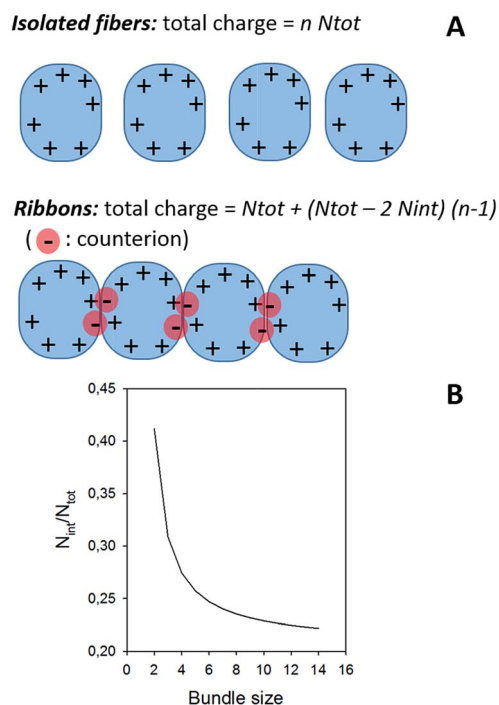 Isolated fibers: total charge = n Ntot
A
+ + + + + + +
+ + + + + + +
+ + + + + + +
+ + + + + + +
Ribbons: total charge = Ntot + (Ntot – 2 Nint) (n-1)
( - : counterion)
+ + + + + + + - -
+ + + + + + + - -
+ + + + + + + - -
+ + + + + + +
B
0,45
0,40
0,35
0,30
0,25
0,20
Nint/Ntot
0 2 4 6 8 10 12 14 16
Bundle size